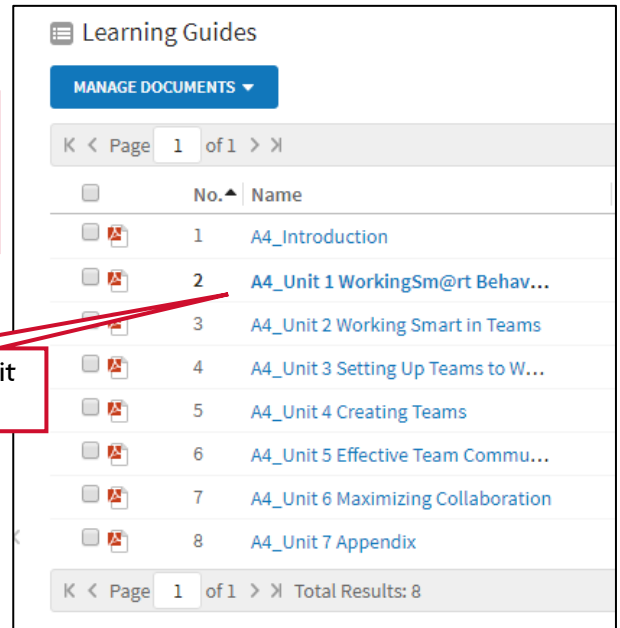 Learning Guides
MANAGE DOCUMENTS
Page 1 of 1
No. Name
1 A4_Introduction
2 A4_Unit 1 WorkingSm@rt Behav...
3 A4_Unit 2 Working Smart in Teams
it
4 A4_Unit 3 Setting Up Teams to W...
5 A4_Unit 4 Creating Teams
6 A4_Unit 5 Effective Team Commu...
7 A4_Unit 6 Maximizing Collaboration
8 A4_Unit 7 Appendix
Page 1 of 1 Total Results: 8